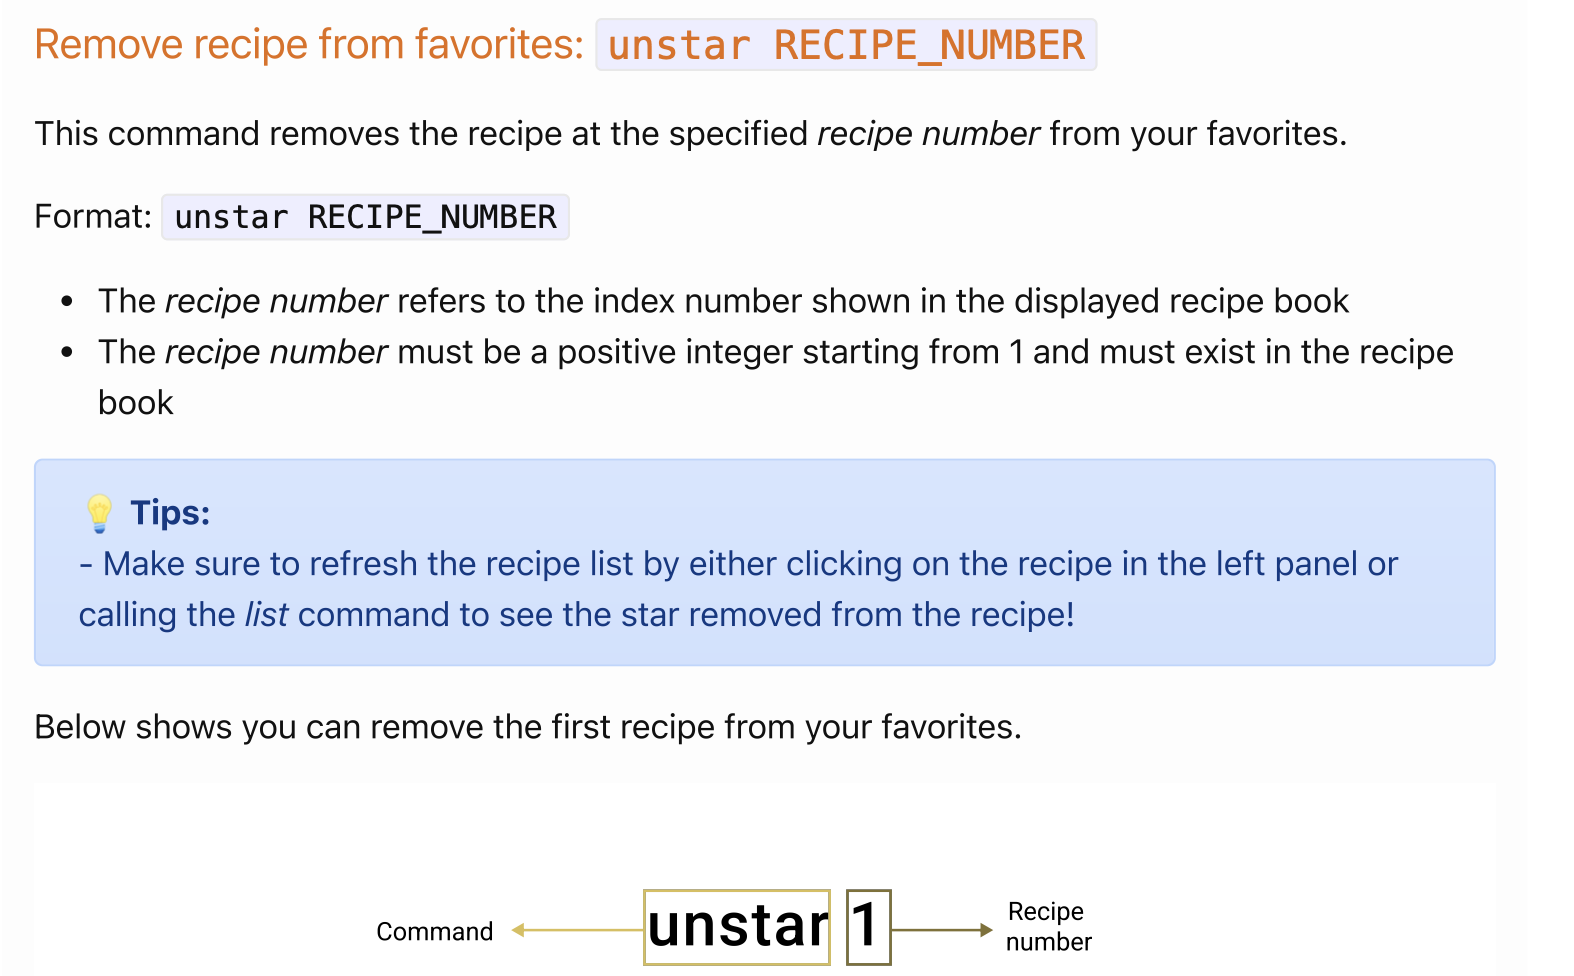 Remove recipe from favorites: unstar RECIPE_NUMBER
This command removes the recipe at the specified recipe number from your favorites.
Format: unstar RECIPE_NUMBER
• The recipe number refers to the index number shown in the displayed recipe book
• The recipe number must be a positive integer starting from 1 and must exist in the recipe
book
💡 Tips:
- Make sure to refresh the recipe list by either clicking on the recipe in the left panel or
calling the list command to see the star removed from the recipe!
Below shows you can remove the first recipe from your favorites.
Command
unstar 1
Recipe
number